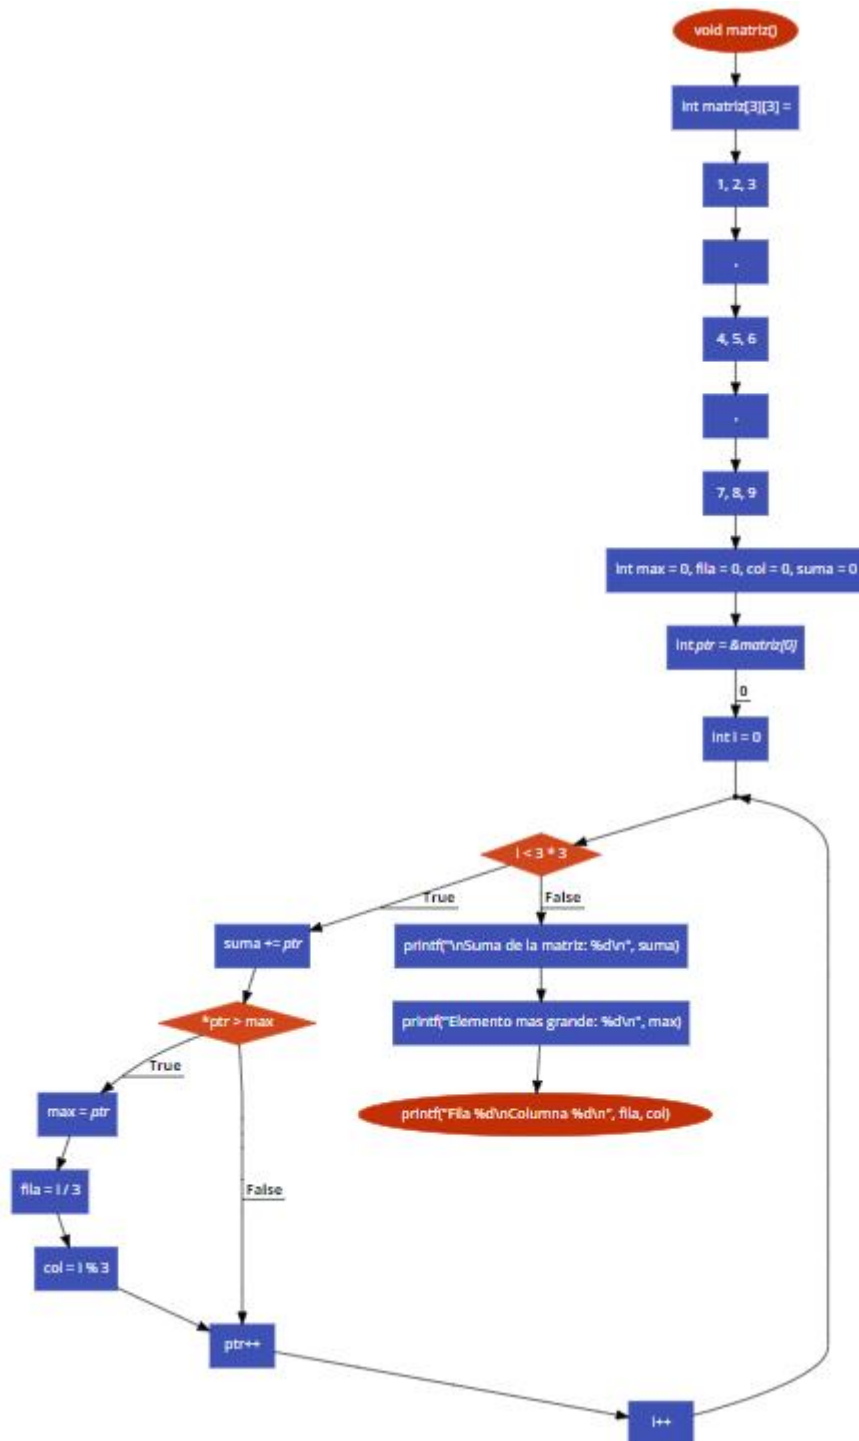 void matriz()
int matriz[3][3] =
1, 2, 3
,
4, 5, 6
,
7, 8, 9
int max = 0, fila = 0, col = 0, suma = 0
int ptr = &matriz[0]
0
int i = 0
i < 3 * 3
True
False
suma += ptr
printf("\nSuma de la matriz: %d\n", suma)
*ptr > max
printf("Elemento mas grande: %d\n", max)
True
max = ptr
printf("Fila %d\nColumna %d\n", fila, col)
fila = i / 3
False
col = i % 3
ptr++
i++